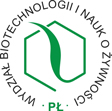 WYDZIAŁ BIOTECHNOLOGII I NAUK O ŻYWNOŚCI
· PŁ ·